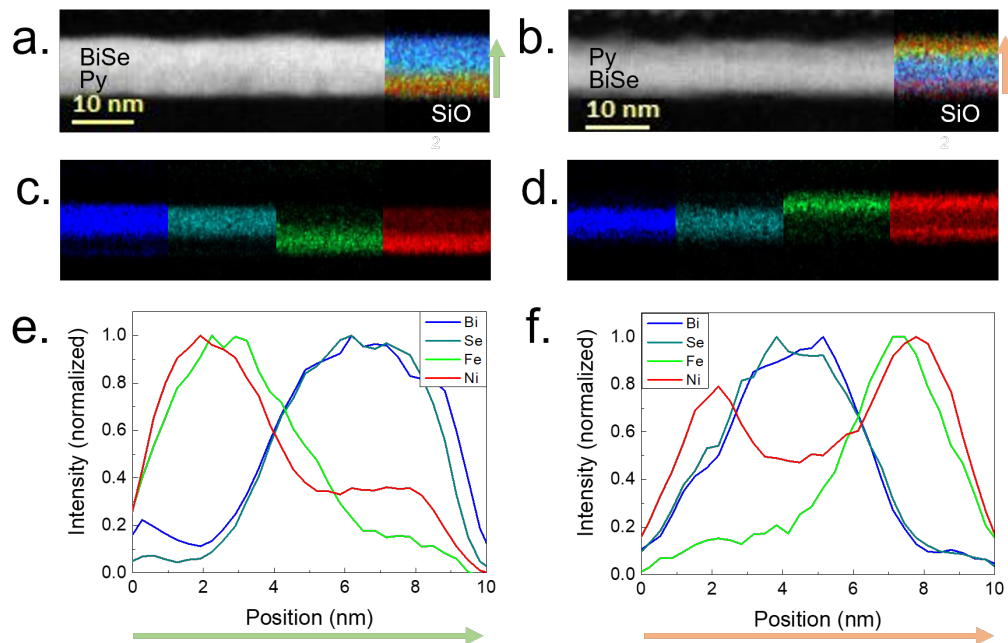 a.
BiSe
Py
10 nm
SiO
2
b.
Py
BiSe
10 nm
SiO
2
c.
d.
e.
Intensity (normalized)
1.0
0.8
0.6
0.4
0.2
0.0
0
2
4
6
8
10
Position (nm)
Bi
Se
Fe
Ni
f.
Intensity (normalized)
1.0
0.8
0.6
0.4
0.2
0.0
0
2
4
6
8
10
Position (nm)
Bi
Se
Fe
Ni